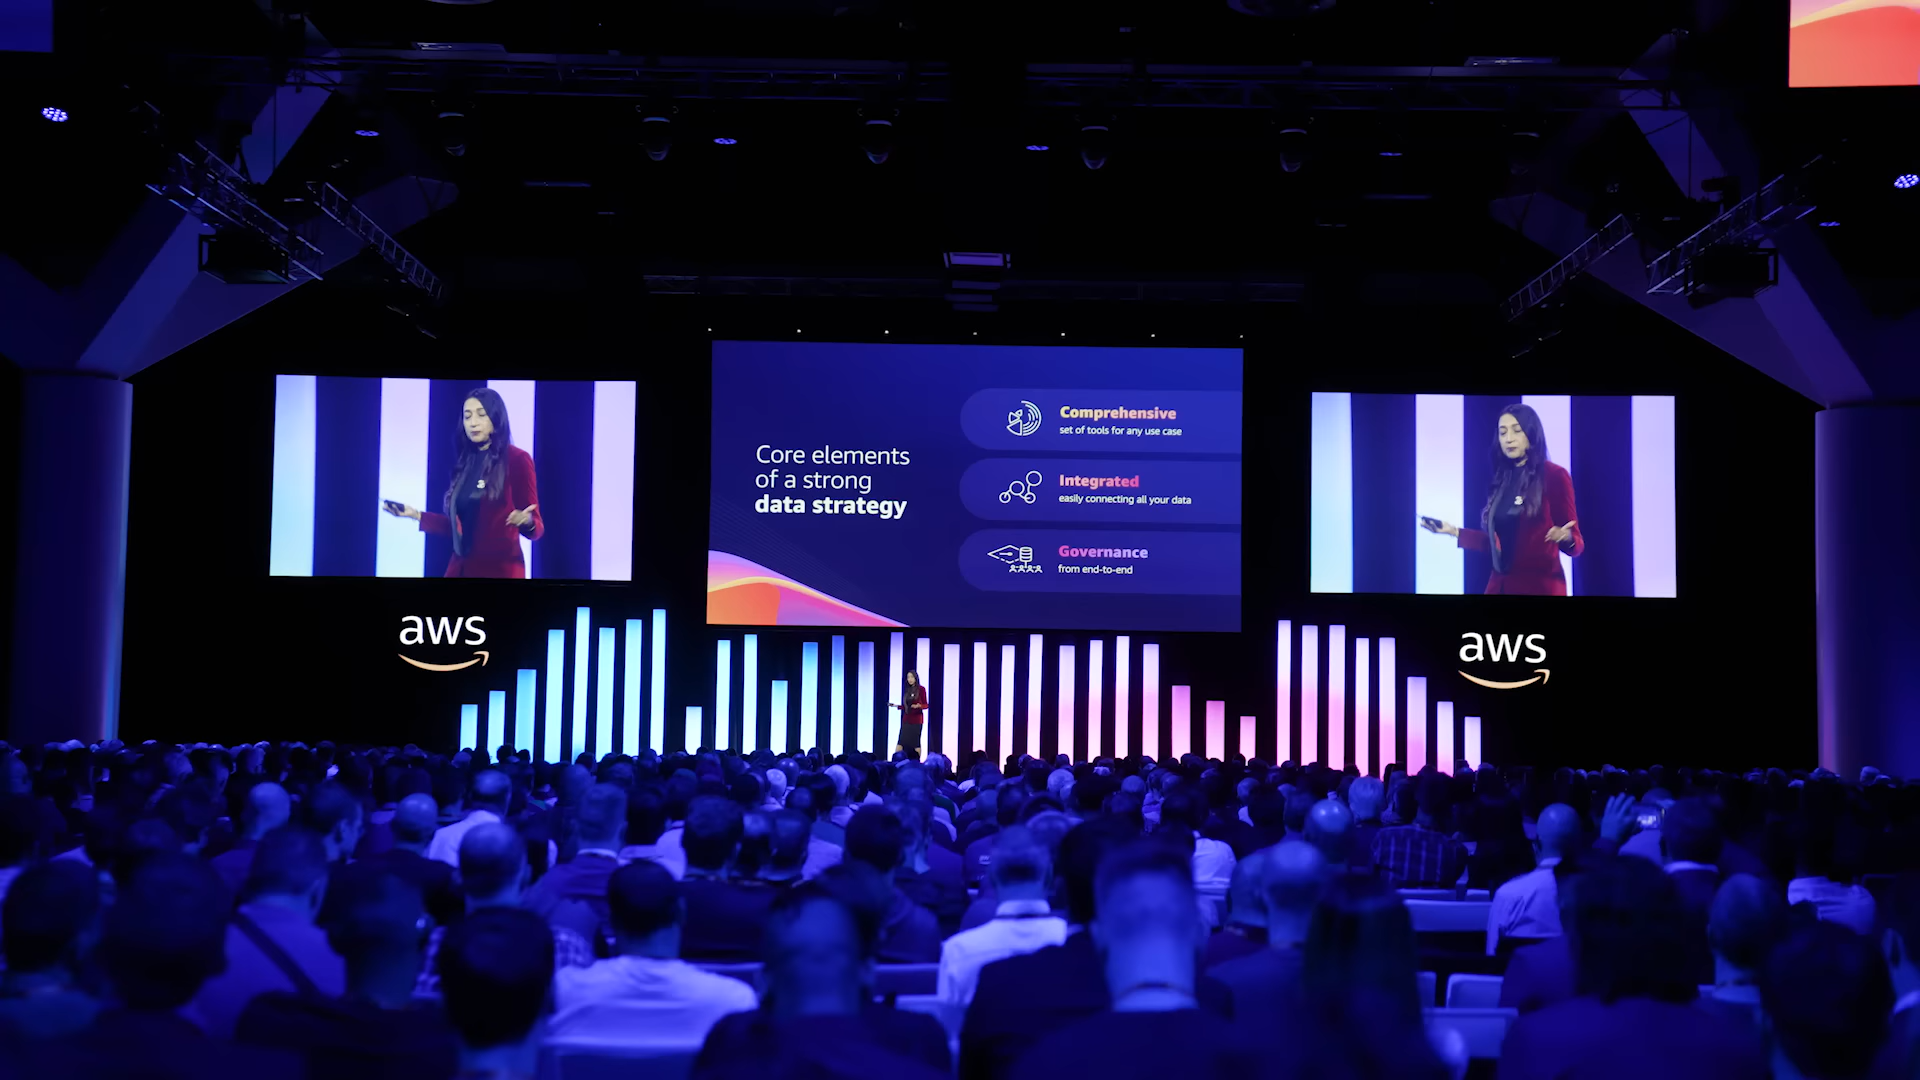 Core elements
of a strong
data strategy
Comprehensive
set of tools for any use case
Integrated
easily connecting all your data
Governance
from end-to-end
aws
aws